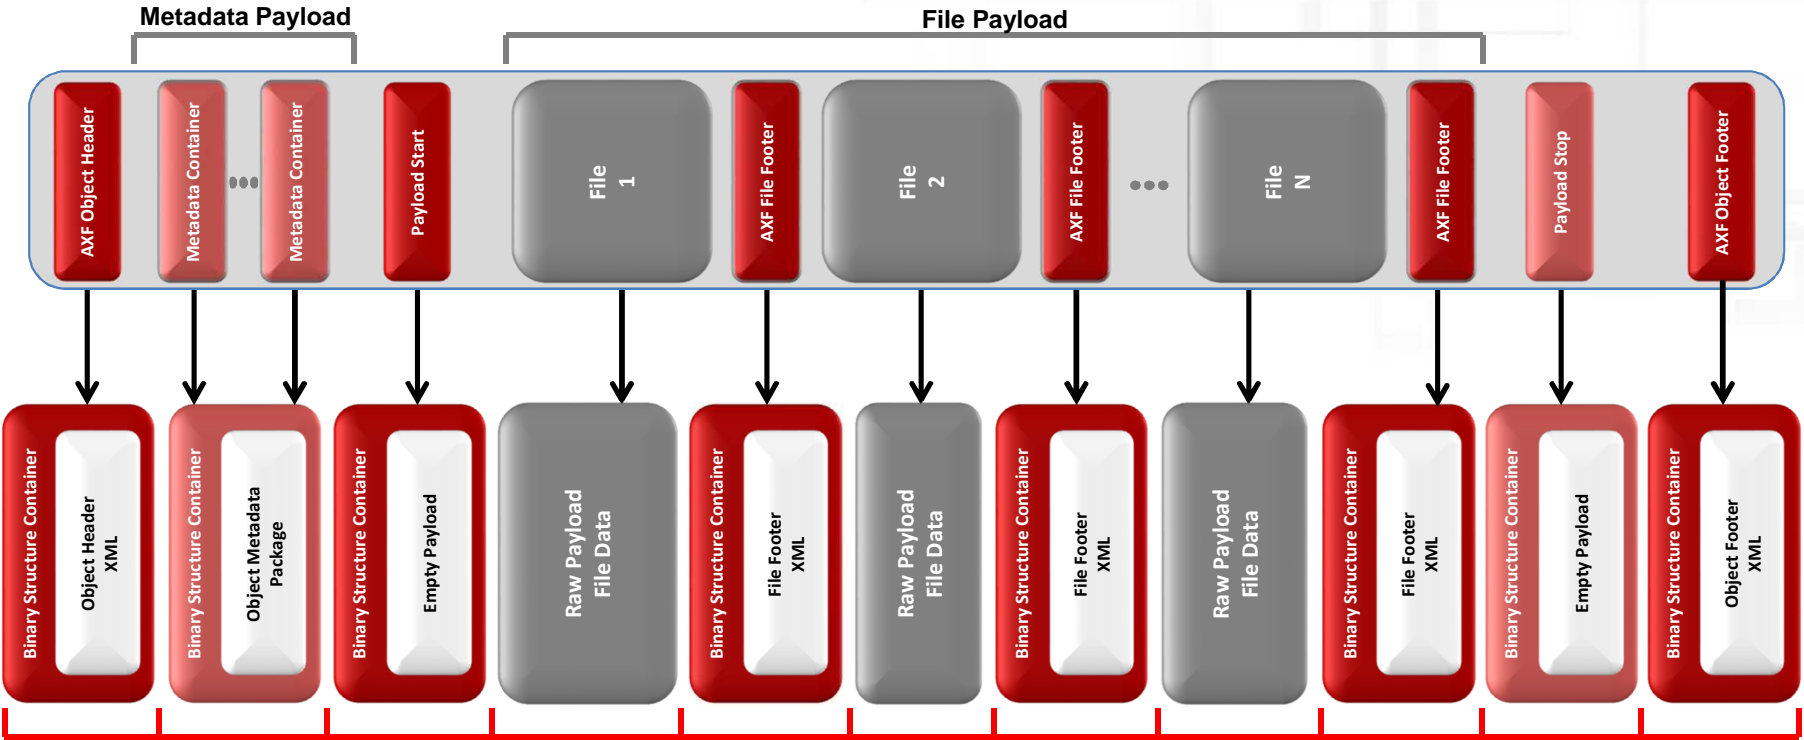 Metadata Payload
File Payload
AXF Object Header
Metadata Container
Metadata Container
Payload Start
File
1
AXF File Footer
File
2
AXF File Footer
File
N
AXF File Footer
Payload Stop
AXF Object Footer
Binary Structure Container
Object Header
XML
Binary Structure Container
Object Metadata
Package
Binary Structure Container
Empty Payload
Raw Payload
File Data
Binary Structure Container
File Footer
XML
Raw Payload
File Data
Binary Structure Container
File Footer
XML
Raw Payload
File Data
Binary Structure Container
File Footer
XML
Binary Structure Container
Empty Payload
Binary Structure Container
Object Footer
XML